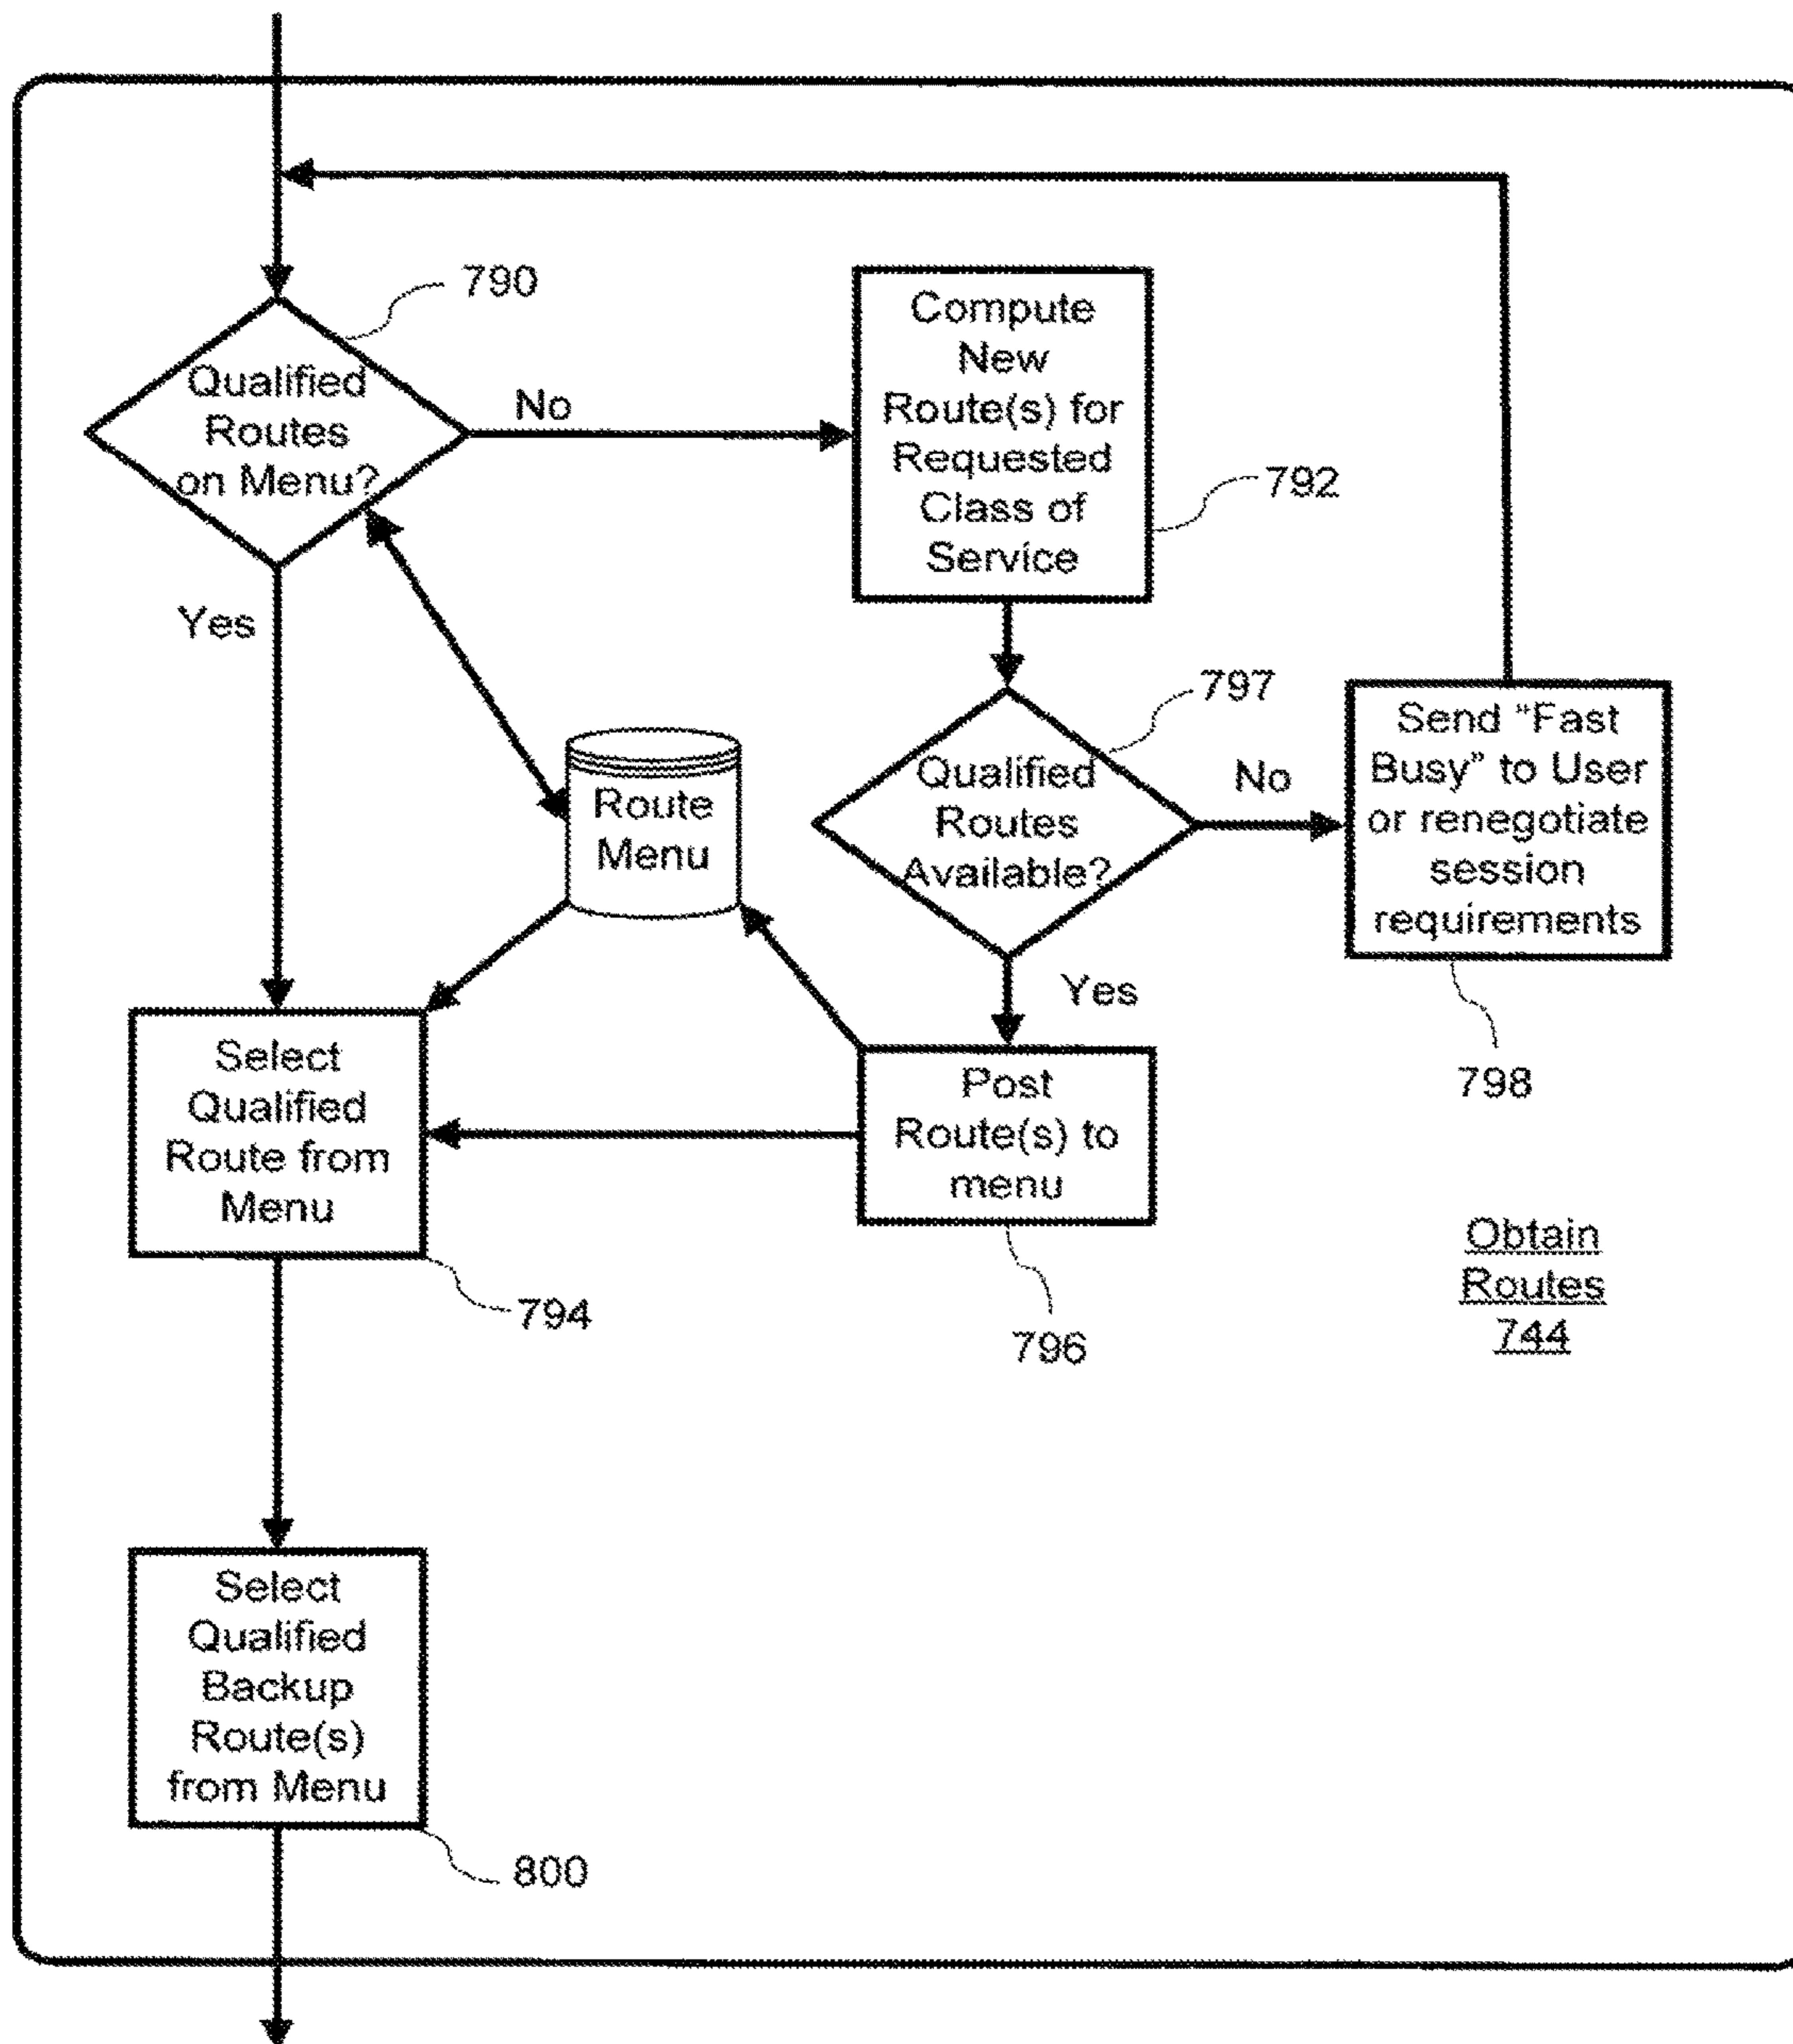 790
Qualified
Routes
on Menu?
No
Compute
New
Route(s) for
Requested
Class of
Service
792
Yes
Route
Menu
797
Qualified
Routes
Available?
No
Send “Fast
Busy” to User
or renegotiate
session
requirements
798
Yes
Select
Qualified
Route from
Menu
794
Post
Route(s) to
menu
796
Obtain
Routes
744
Select
Qualified
Backup
Route(s)
from Menu
800